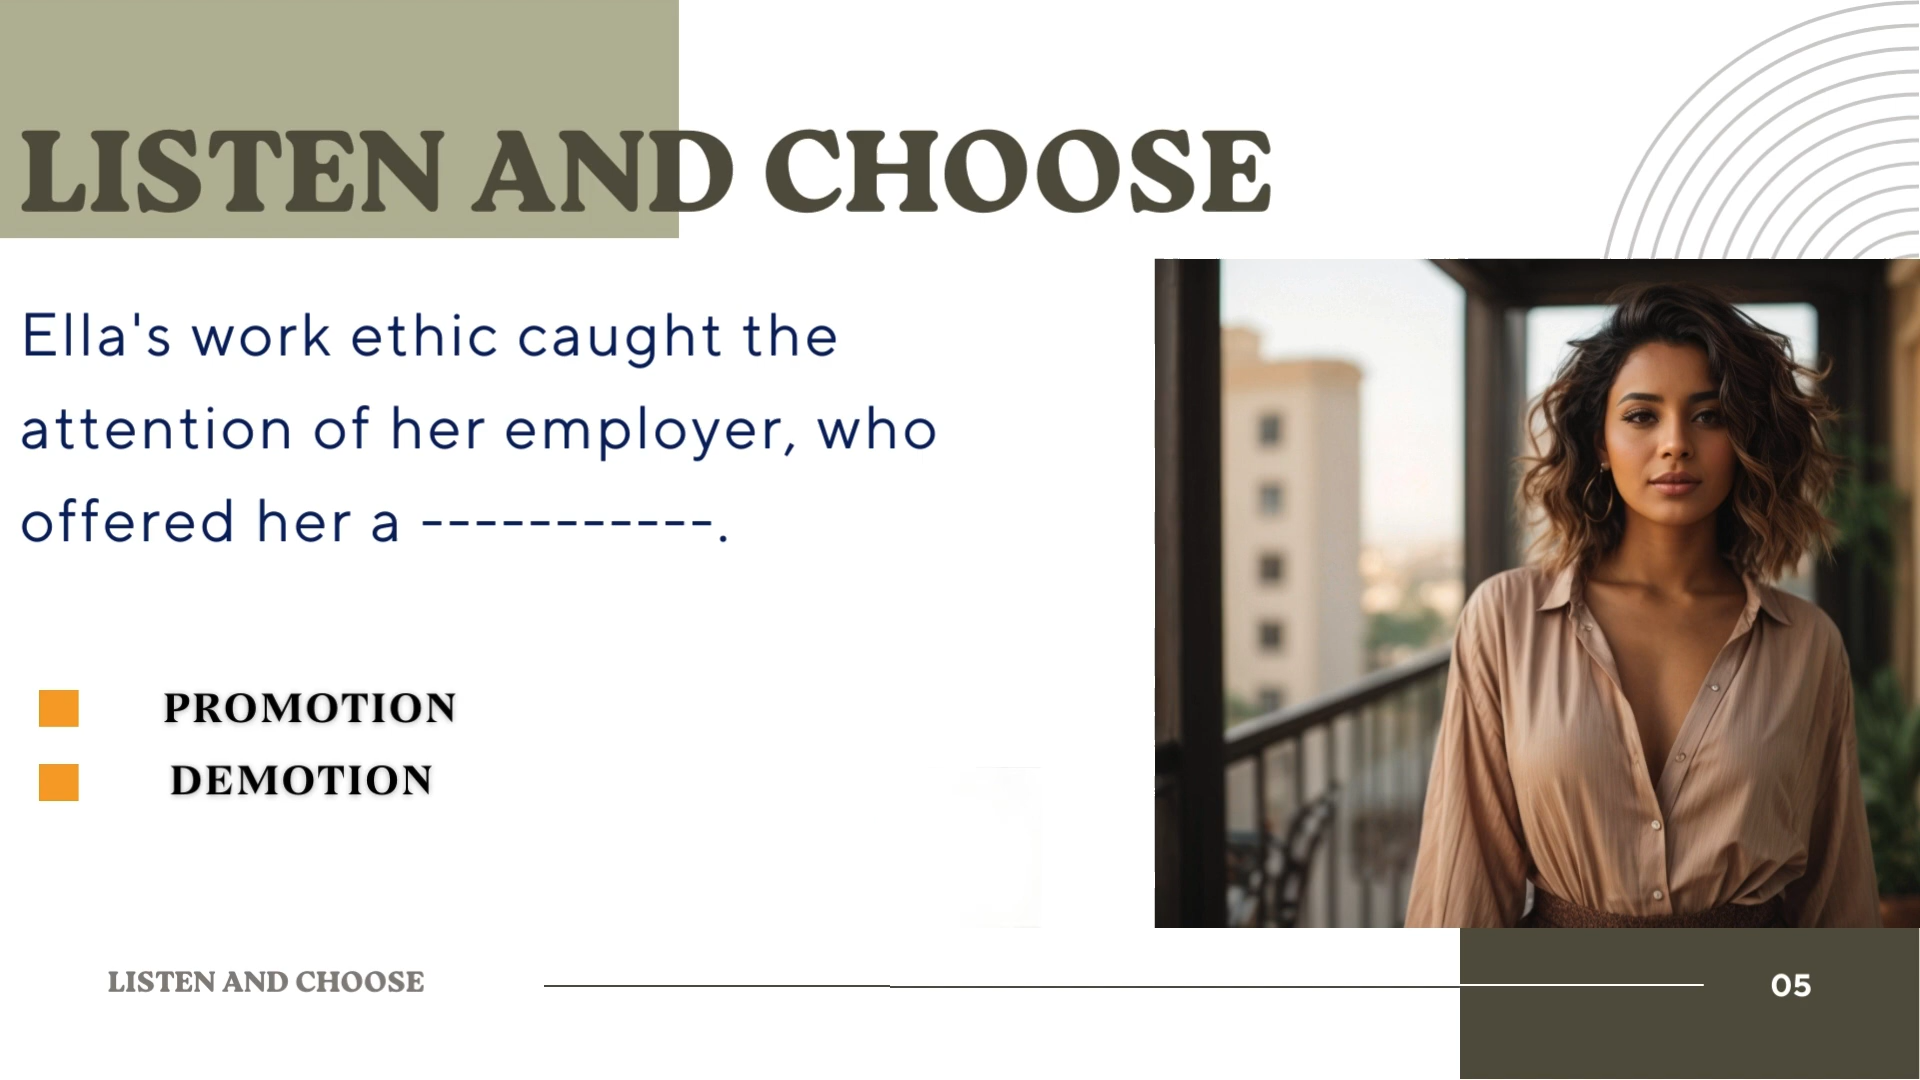 LISTEN AND CHOOSE
Ella's work ethic caught the
attention of her employer, who
offered her a -----------.
PROMOTION
DEMOTION
LISTEN AND CHOOSE
05